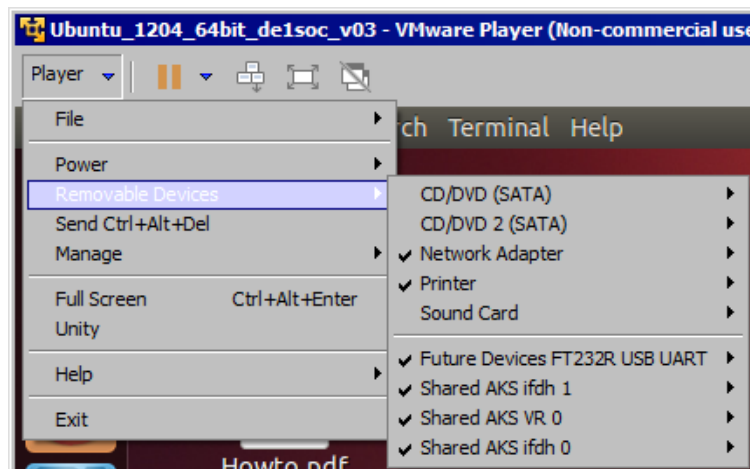 Ubuntu_1204_64bit_de1soc_v03 - VMware Player (Non-commercial use
Player
File
ch Terminal Help
Power
Removable Devices
Send Ctrl+Alt+Del
Manage
Full Screen Ctrl+Alt+Enter
Unity
Help
Exit
CD/DVD (SATA)
CD/DVD 2 (SATA)
Network Adapter
Printer
Sound Card
Future Devices FT232R USB UART
Shared AKS ifdh 1
Shared AKS VR 0
Shared AKS ifdh 0
Howto.pdf